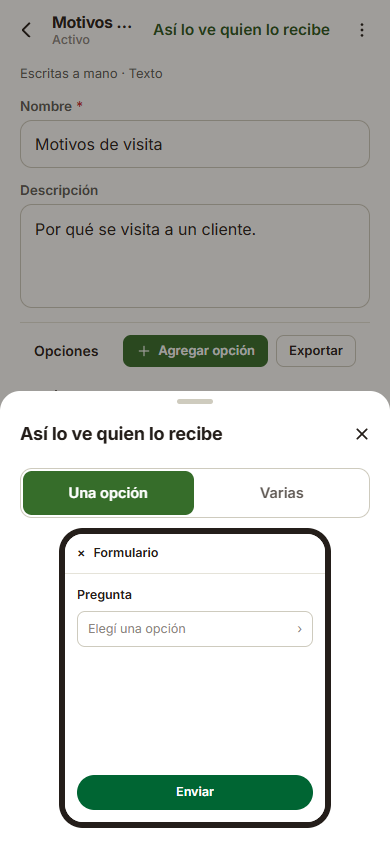 Motivos ...
Activo
Así lo ve quien lo recibe
Escritas a mano · Texto
Nombre *
Motivos de visita
Descripción
Por qué se visita a un cliente.
Opciones
+ Agregar opción
Exportar
Así lo ve quien lo recibe
Una opción
Varias
× Formulario
Pregunta
Elegí una opción ›
Enviar